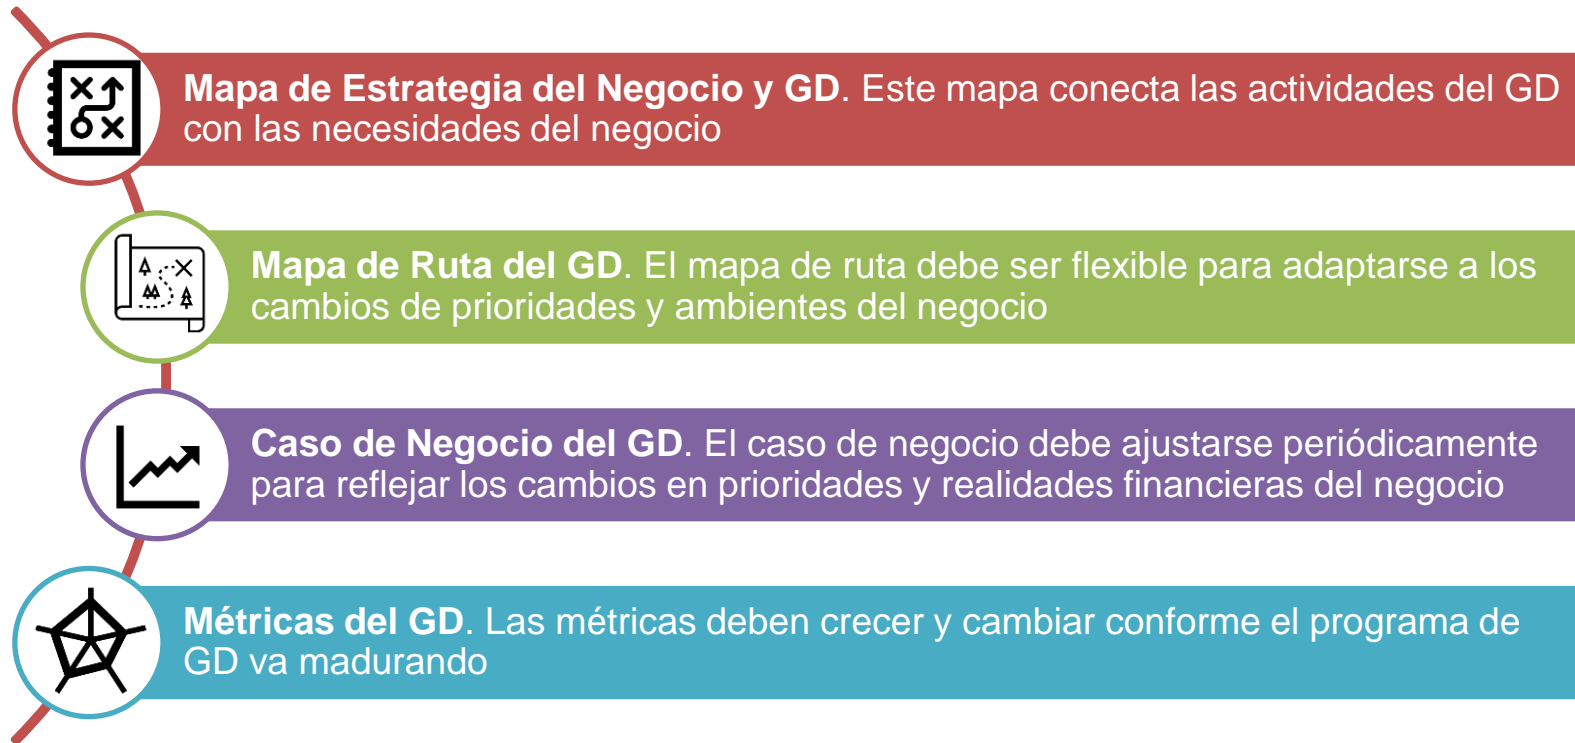 Mapa de Estrategia del Negocio y GD. Este mapa conecta las actividades del GD
con las necesidades del negocio
Mapa de Ruta del GD. El mapa de ruta debe ser flexible para adaptarse a los
cambios de prioridades y ambientes del negocio
Caso de Negocio del GD. El caso de negocio debe ajustarse periódicamente
para reflejar los cambios en prioridades y realidades financieras del negocio
Métricas del GD. Las métricas deben crecer y cambiar conforme el programa de
GD va madurando